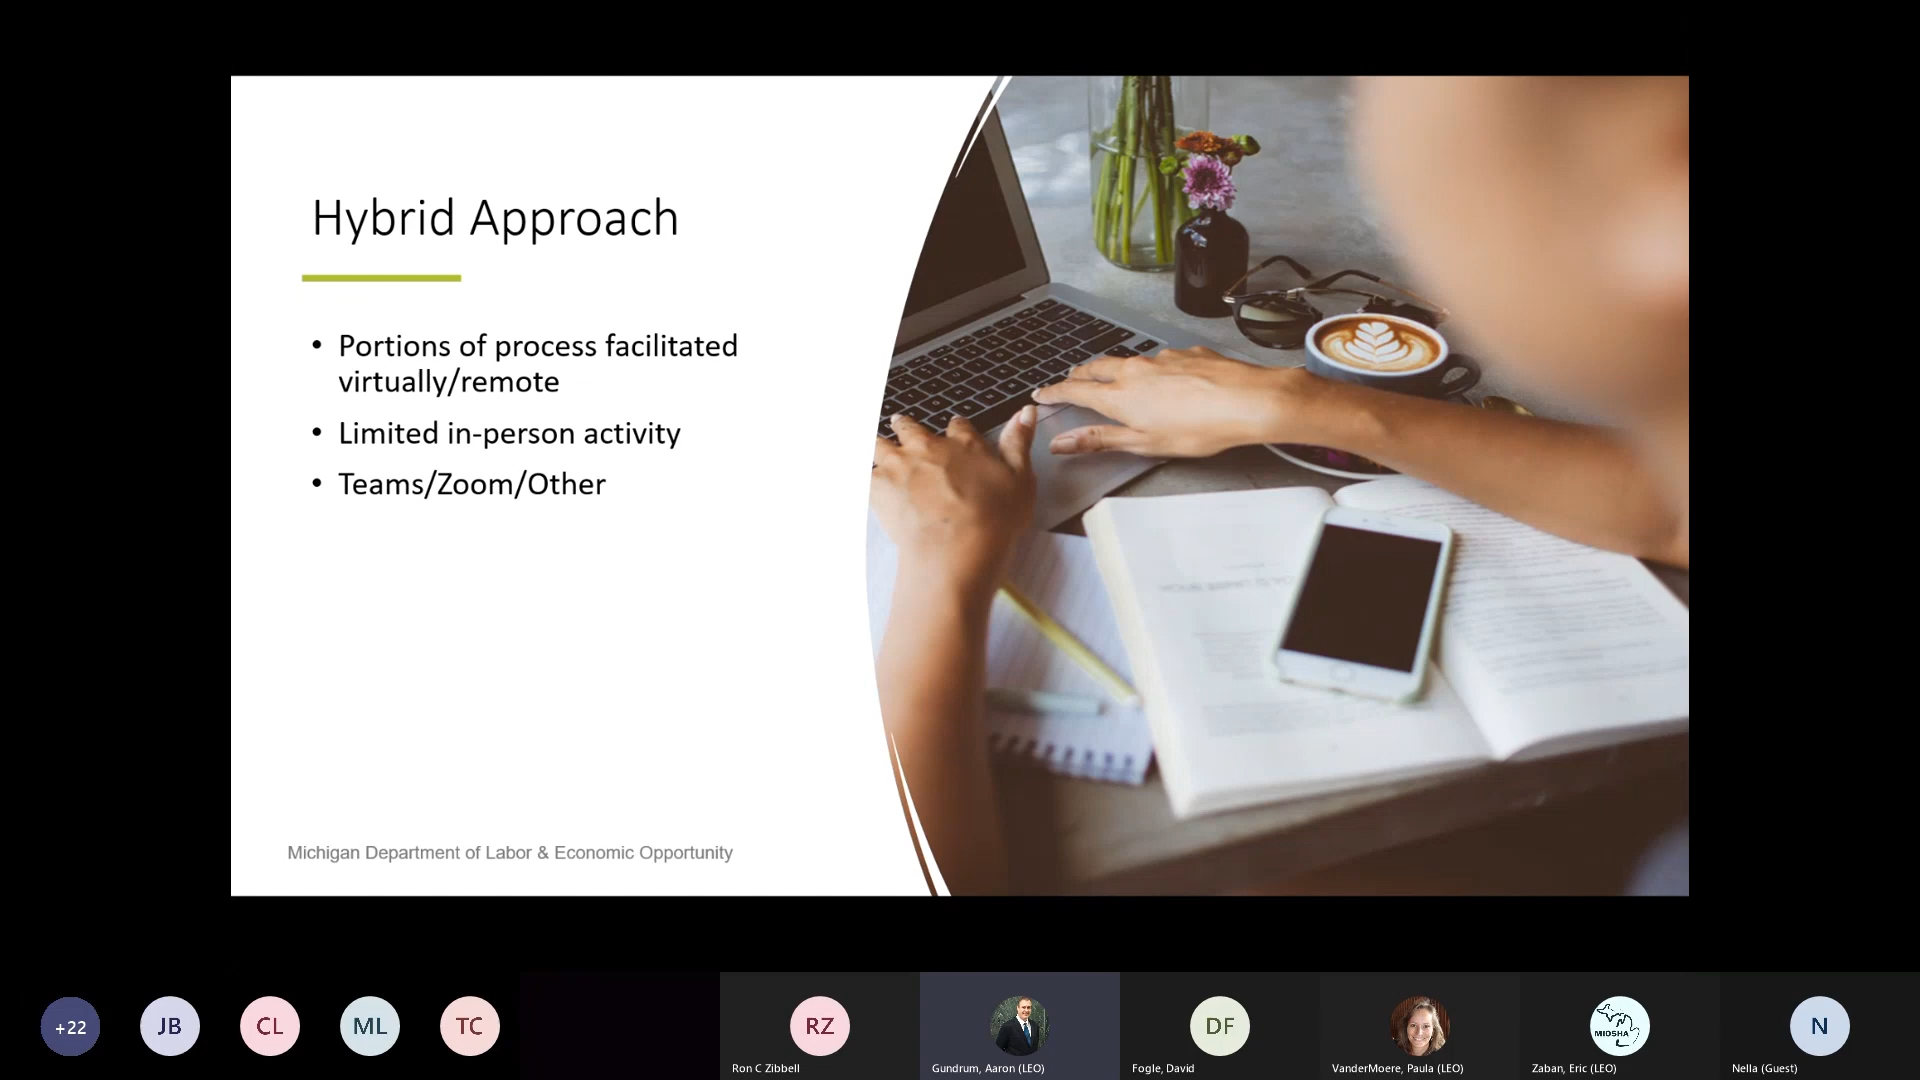 Hybrid Approach
• Portions of process facilitated
virtually/remote
• Limited in-person activity
• Teams/Zoom/Other
Michigan Department of Labor & Economic Opportunity
+22
JB
CL
ML
TC
RZ
DF
MIOSHA
N
Ron C Zibbell
Gundrum, Aaron (LEO)
Fogle, David
VanderMoere, Paula (LEO)
Zaban, Eric (LEO)
Nella (Guest)